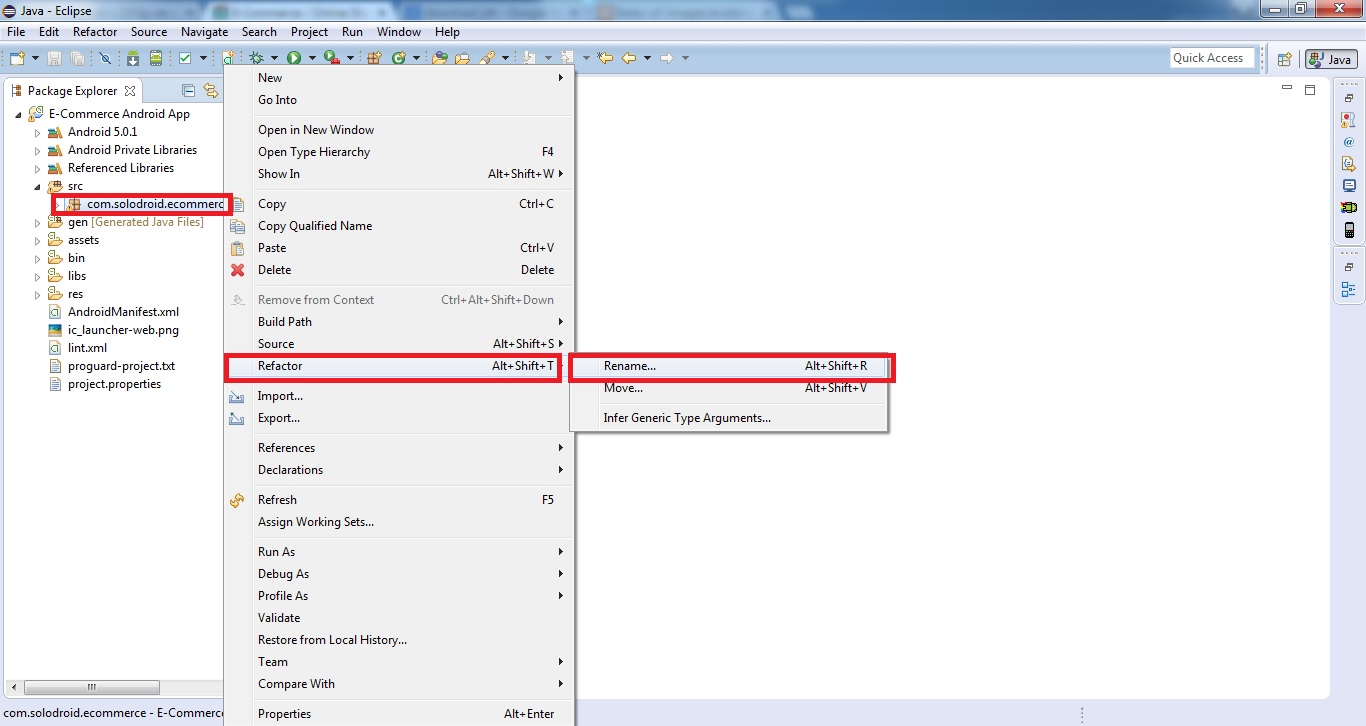 Java - Eclipse
File Edit Refactor Source Navigate Search Project Run Window Help
Quick Access
Java
Package Explorer
E-Commerce Android App
Android 5.0.1
Android Private Libraries
Referenced Libraries
src
com.solodroid.ecommerc
gen [Generated Java Files]
assets
bin
libs
res
AndroidManifest.xml
ic_launcher-web.png
lint.xml
proguard-project.txt
project.properties
New
Go Into
Open in New Window
Open Type Hierarchy F4
Show In Alt+Shift+W
Copy Ctrl+C
Copy Qualified Name
Paste Ctrl+V
Delete Delete
Remove from Context Ctrl+Alt+Shift+Down
Build Path
Source Alt+Shift+S
Refactor Alt+Shift+T
Import...
Export...
References
Declarations
Refresh F5
Assign Working Sets...
Run As
Debug As
Profile As
Validate
Restore from Local History...
Team
Compare With
Properties Alt+Enter
Rename... Alt+Shift+R
Move... Alt+Shift+V
Infer Generic Type Arguments...
com.solodroid.ecommerce - E-Commerc